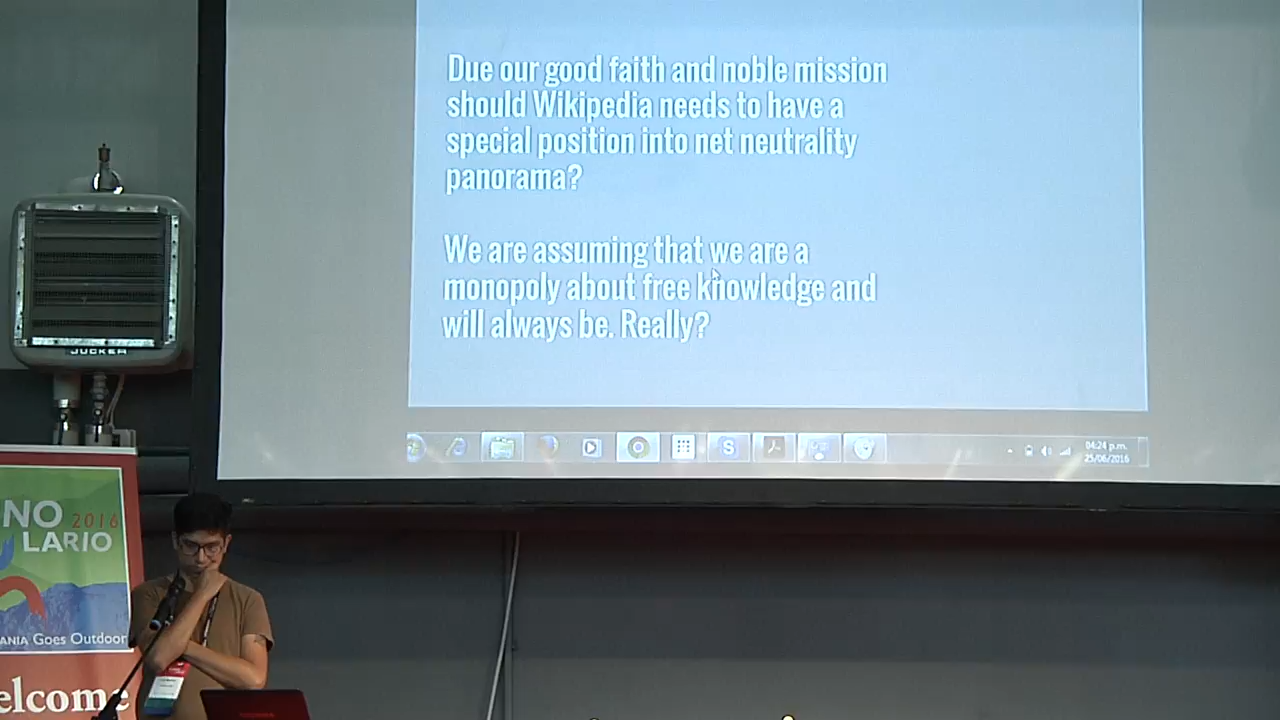 Due our good faith and noble mission
should Wikipedia needs to have a
special position into net neutrality
panorama?
We are assuming that we are a
monopoly about free knowledge and
will always be. Really?
04:24 p.m.
25/06/2016
JUCKER
NO 2016
LARIO
ANIA Goes Outdoor
elcome